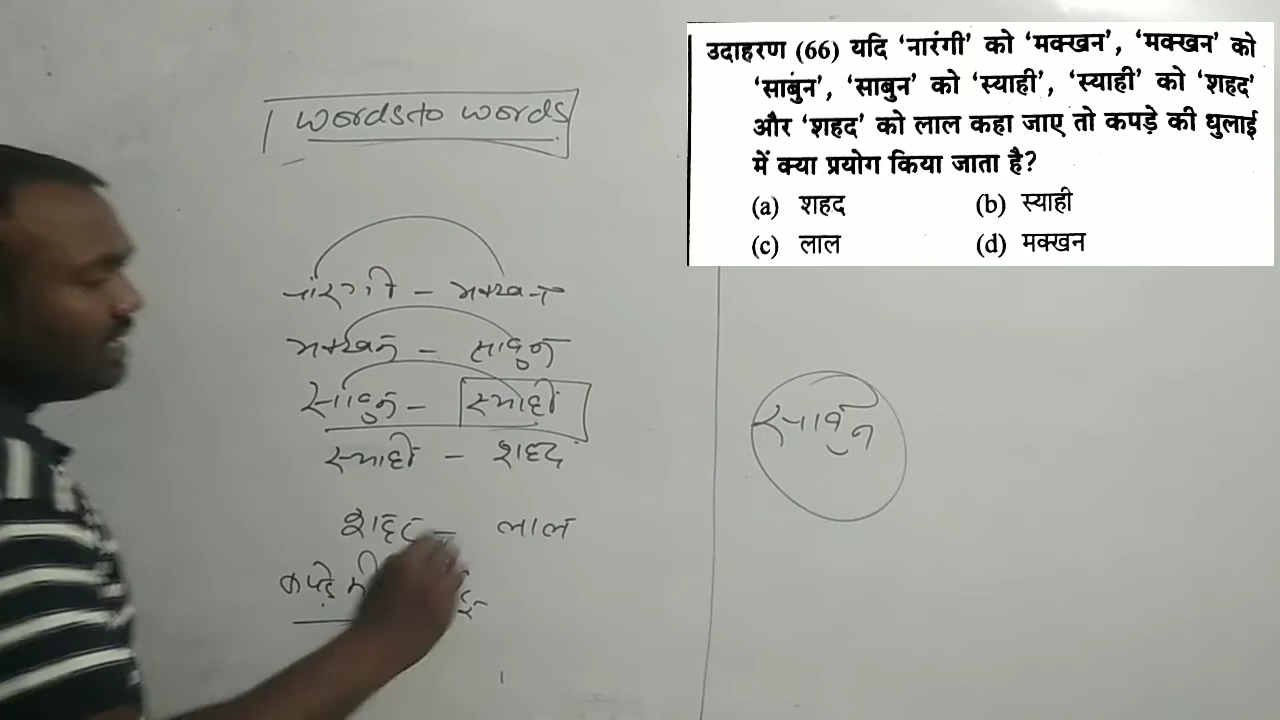 उदाहरण (66) यदि 'नारंगी' को 'मक्खन', 'मक्खन' को
'साबुन', 'साबुन' को 'स्याही', 'स्याही' को 'शहद'
और 'शहद' को लाल कहा जाए तो कपड़े की धुलाई
में क्या प्रयोग किया जाता है?
(a) शहद (b) स्याही
(c) लाल (d) मक्खन
words to words
नारंगी - मक्खन
मक्खन - साबुन
साबुन - स्याही
स्याही - शहद
शहद - लाल
कपड़े की
साबुन